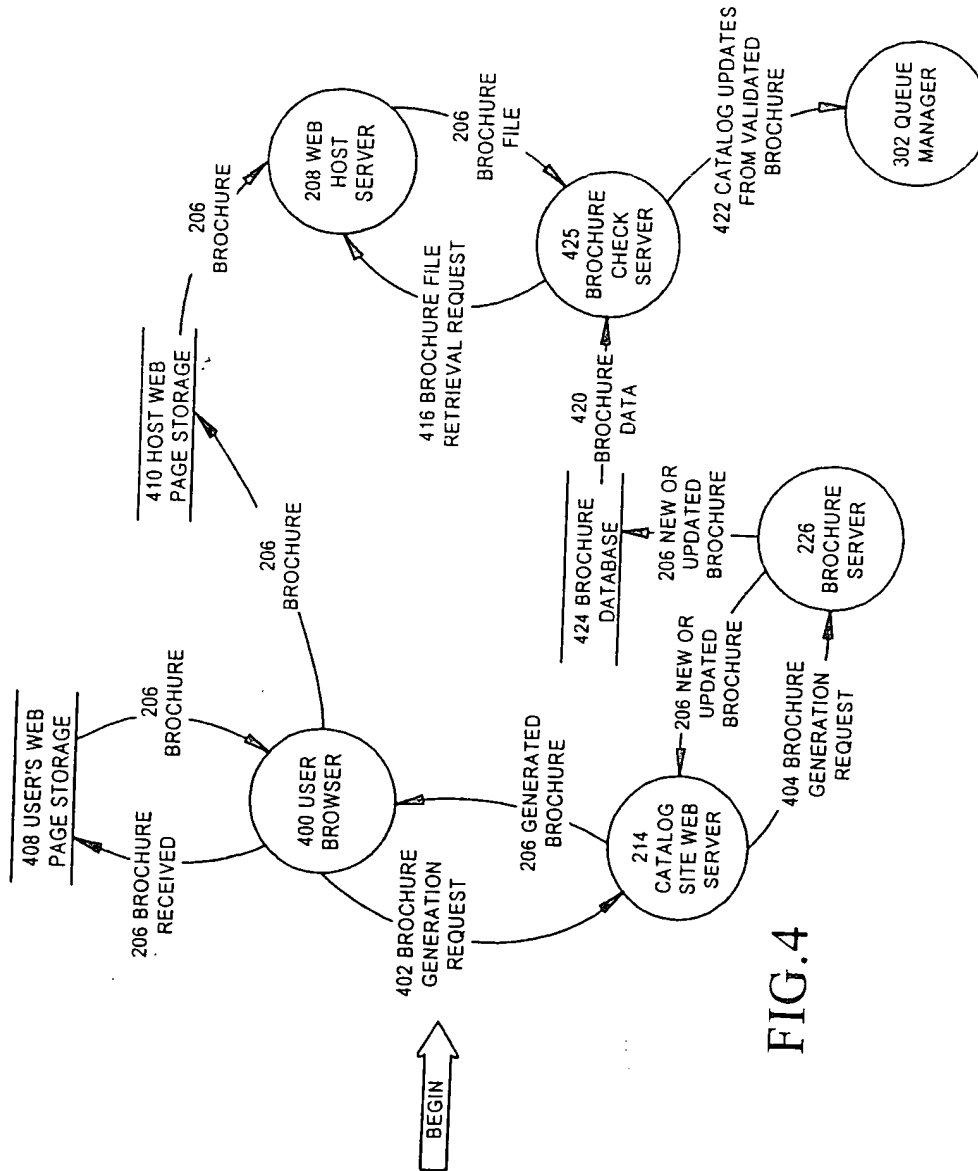 408 USER'S WEB
PAGE STORAGE
206 BROCHURE
RECEIVED
206
BROCHURE
400 USER
BROWSER
BEGIN
402 BROCHURE
GENERATION
REQUEST
206 GENERATED
BROCHURE
214
CATALOG
SITE WEB
SERVER
404 BROCHURE
GENERATION
REQUEST
206 NEW OR
UPDATED
BROCHURE
226
BROCHURE
SERVER
206 NEW OR
UPDATED
BROCHURE
424 BROCHURE
DATABASE
420
BROCHURE
DATA
206
BROCHURE
410 HOST WEB
PAGE STORAGE
206
BROCHURE
208 WEB
HOST
SERVER
206
BROCHURE
FILE
416 BROCHURE FILE
RETRIEVAL REQUEST
425
BROCHURE
CHECK
SERVER
422 CATALOG UPDATES
FROM VALIDATED
BROCHURE
302 QUEUE
MANAGER
FIG.4